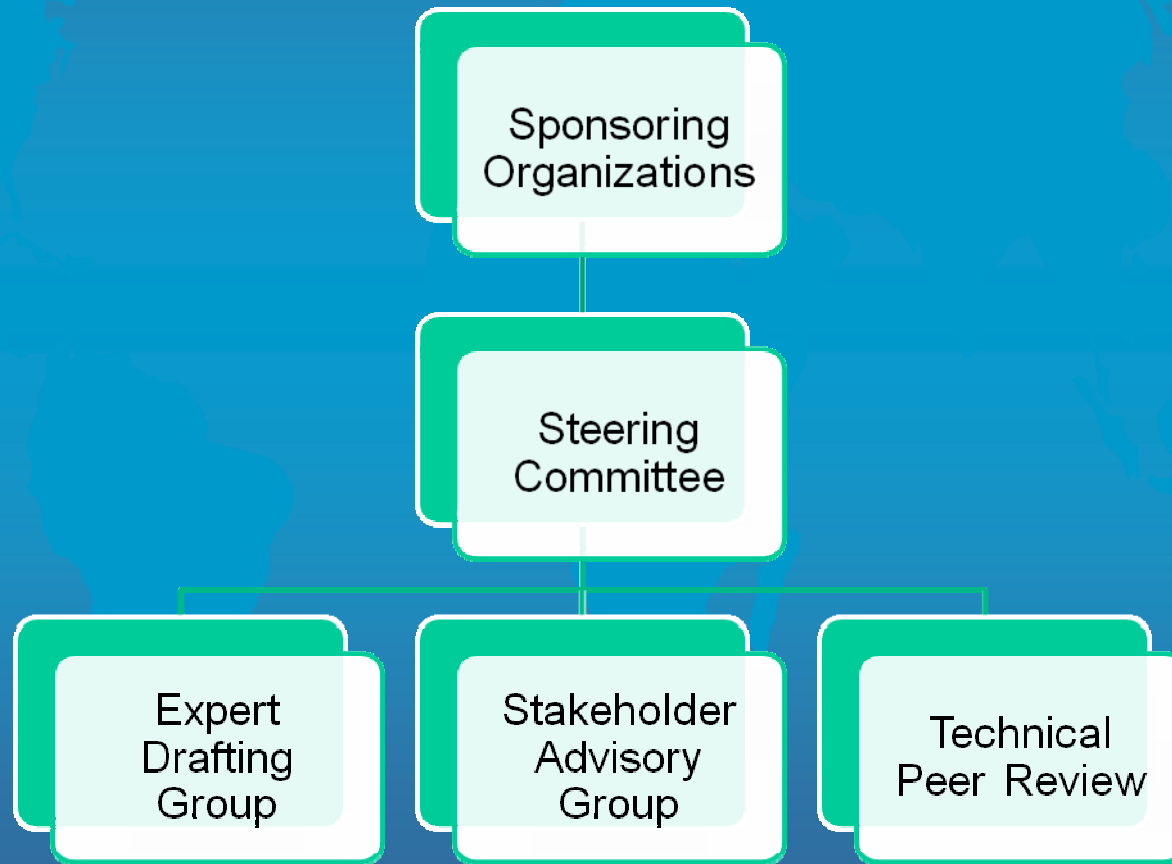 Sponsoring
Organizations
Steering
Committee
Expert
Drafting
Group
Stakeholder
Advisory
Group
Technical
Peer Review